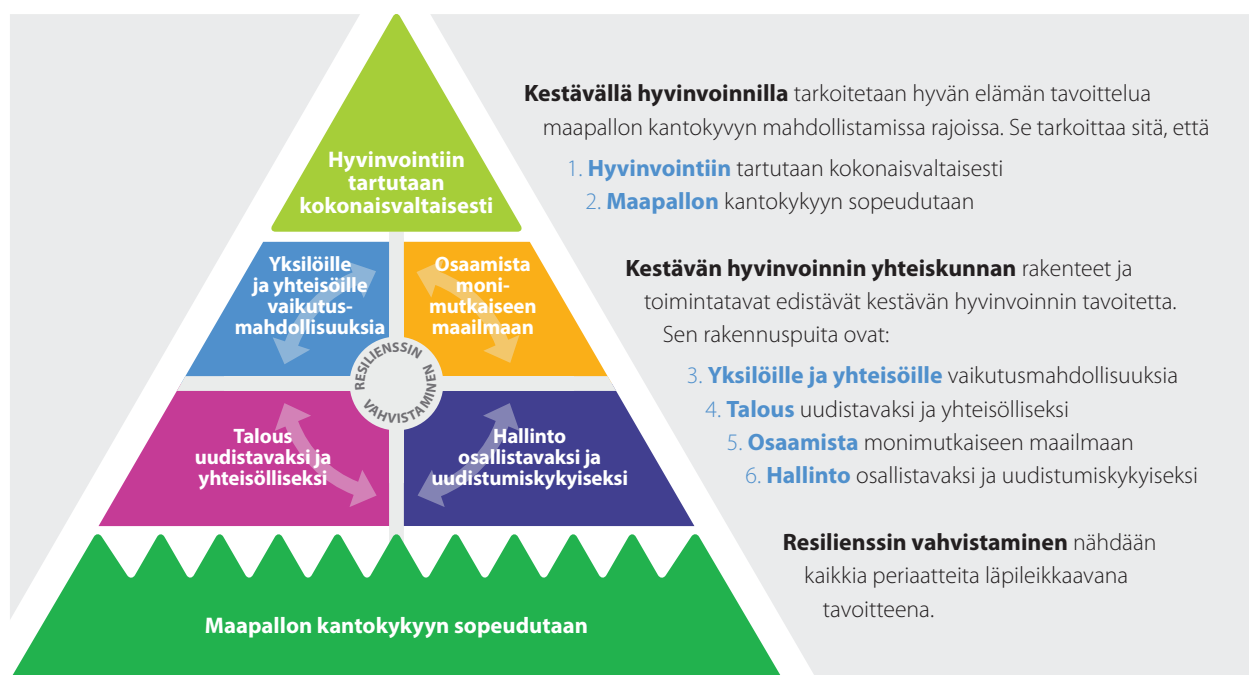 Hyvinvointiin
tartutaan
kokonaisvaltaisesti
Yksilöille
ja yhteisöille
vaikutus-
mahdollisuuksia
Osaamista
moni-
mutkaiseen
maailmaan
RESILIENSSIN
VAHVISTAMINEN
Talous
uudistavaksi ja
yhteisölliseksi
Hallinto
osallistavaksi ja
uudistumiskykyiseksi
Maapallon kantokykyyn sopeudutaan
Kestävällä hyvinvoinnilla tarkoitetaan hyvän elämän tavoittelua
maapallon kantokyvyn mahdollistamissa rajoissa. Se tarkoittaa sitä, että
1. Hyvinvointiin tartutaan kokonaisvaltaisesti
2. Maapallon kantokykyyn sopeudutaan
Kestävän hyvinvoinnin yhteiskunnan rakenteet ja
toimintatavat edistävät kestävän hyvinvoinnin tavoitetta.
Sen rakennuspuita ovat:
3. Yksilöille ja yhteisöille vaikutusmahdollisuuksia
4. Talous uudistavaksi ja yhteisölliseksi
5. Osaamista monimutkaiseen maailmaan
6. Hallinto osallistavaksi ja uudistumiskykyiseksi
Resilienssin vahvistaminen nähdään
kaikkia periaatteita läpileikkaavana
tavoitteena.